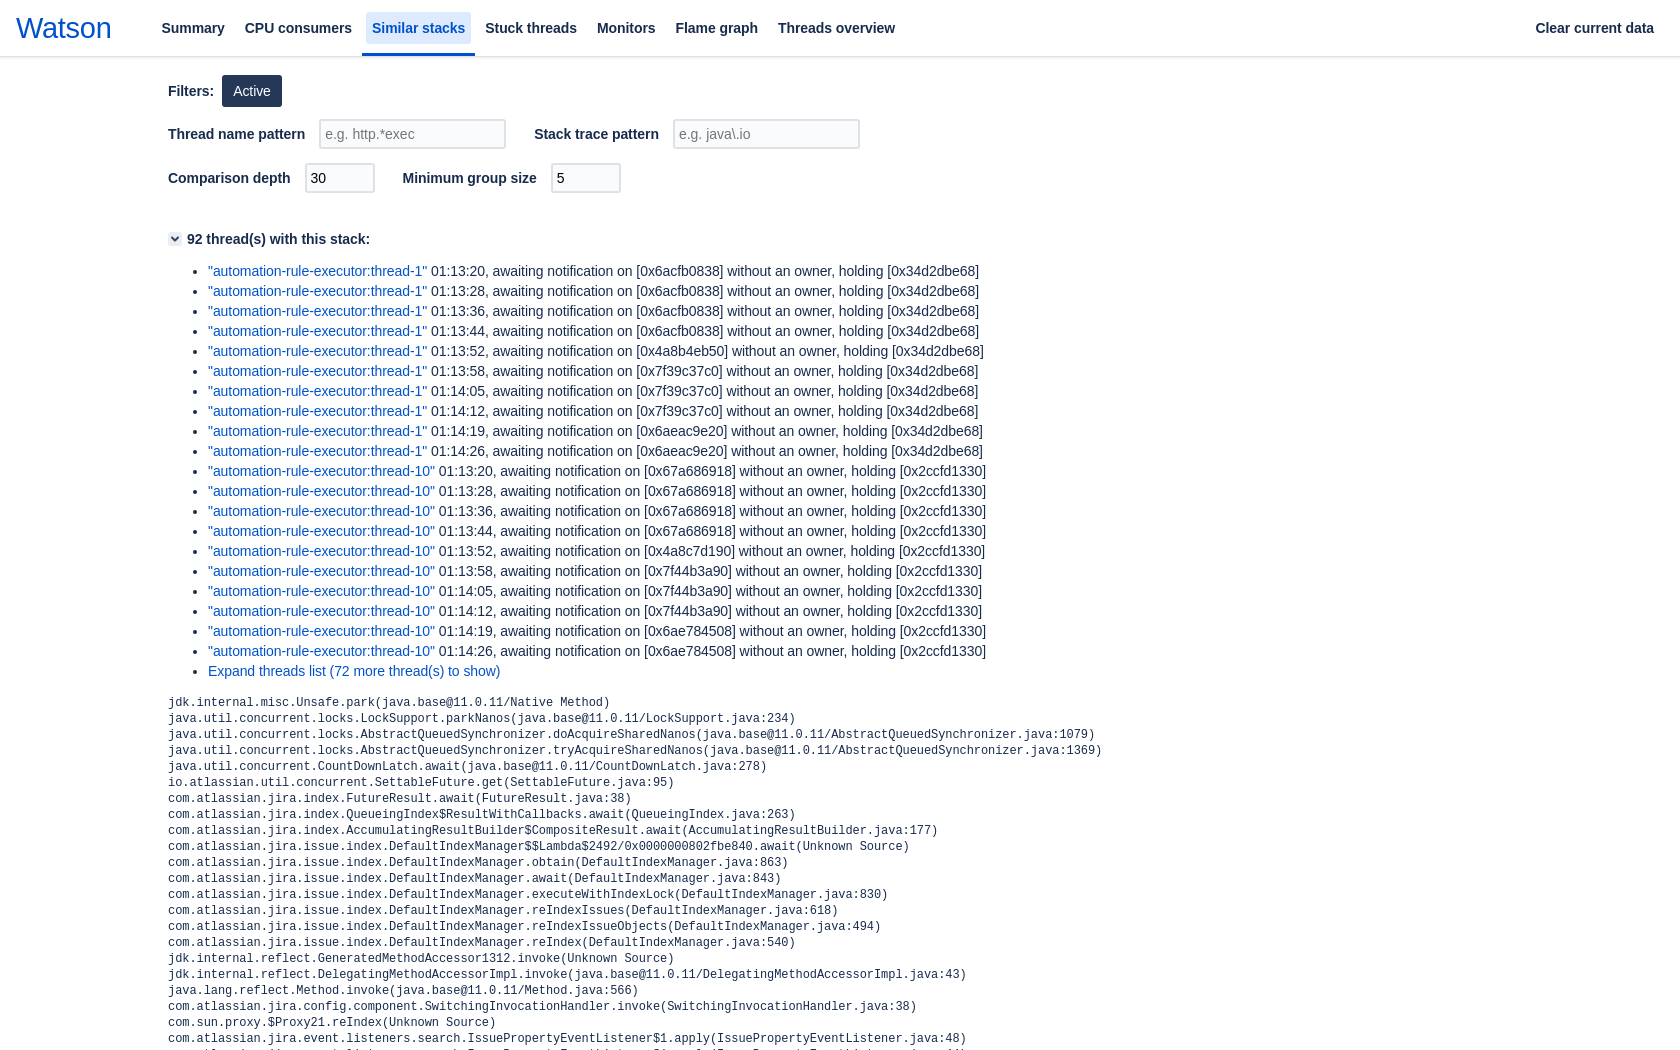 Watson
Summary CPU consumers Similar stacks Stuck threads Monitors Flame graph Threads overview Clear current data
Filters: Active
Thread name pattern e.g. http.*exec Stack trace pattern e.g. java\.io
Comparison depth 30 Minimum group size 5
92 thread(s) with this stack:
• "automation-rule-executor:thread-1" 01:13:20, awaiting notification on [0x6acfb0838] without an owner, holding [0x34d2dbe68]
• "automation-rule-executor:thread-1" 01:13:28, awaiting notification on [0x6acfb0838] without an owner, holding [0x34d2dbe68]
• "automation-rule-executor:thread-1" 01:13:36, awaiting notification on [0x6acfb0838] without an owner, holding [0x34d2dbe68]
• "automation-rule-executor:thread-1" 01:13:44, awaiting notification on [0x6acfb0838] without an owner, holding [0x34d2dbe68]
• "automation-rule-executor:thread-1" 01:13:52, awaiting notification on [0x4a8b4eb50] without an owner, holding [0x34d2dbe68]
• "automation-rule-executor:thread-1" 01:13:58, awaiting notification on [0x7f39c37c0] without an owner, holding [0x34d2dbe68]
• "automation-rule-executor:thread-1" 01:14:05, awaiting notification on [0x7f39c37c0] without an owner, holding [0x34d2dbe68]
• "automation-rule-executor:thread-1" 01:14:12, awaiting notification on [0x7f39c37c0] without an owner, holding [0x34d2dbe68]
• "automation-rule-executor:thread-1" 01:14:19, awaiting notification on [0x6aeac9e20] without an owner, holding [0x34d2dbe68]
• "automation-rule-executor:thread-1" 01:14:26, awaiting notification on [0x6aeac9e20] without an owner, holding [0x34d2dbe68]
• "automation-rule-executor:thread-10" 01:13:20, awaiting notification on [0x67a686918] without an owner, holding [0x2ccfd1330]
• "automation-rule-executor:thread-10" 01:13:28, awaiting notification on [0x67a686918] without an owner, holding [0x2ccfd1330]
• "automation-rule-executor:thread-10" 01:13:36, awaiting notification on [0x67a686918] without an owner, holding [0x2ccfd1330]
• "automation-rule-executor:thread-10" 01:13:44, awaiting notification on [0x67a686918] without an owner, holding [0x2ccfd1330]
• "automation-rule-executor:thread-10" 01:13:52, awaiting notification on [0x4a8c7d190] without an owner, holding [0x2ccfd1330]
• "automation-rule-executor:thread-10" 01:13:58, awaiting notification on [0x7f44b3a90] without an owner, holding [0x2ccfd1330]
• "automation-rule-executor:thread-10" 01:14:05, awaiting notification on [0x7f44b3a90] without an owner, holding [0x2ccfd1330]
• "automation-rule-executor:thread-10" 01:14:12, awaiting notification on [0x7f44b3a90] without an owner, holding [0x2ccfd1330]
• "automation-rule-executor:thread-10" 01:14:19, awaiting notification on [0x6ae784508] without an owner, holding [0x2ccfd1330]
• "automation-rule-executor:thread-10" 01:14:26, awaiting notification on [0x6ae784508] without an owner, holding [0x2ccfd1330]
• Expand threads list (72 more thread(s) to show)
jdk.internal.misc.Unsafe.park(java.base@11.0.11/Native Method)
java.util.concurrent.locks.LockSupport.parkNanos(java.base@11.0.11/LockSupport.java:234)
java.util.concurrent.locks.AbstractQueuedSynchronizer.doAcquireSharedNanos(java.base@11.0.11/AbstractQueuedSynchronizer.java:1079)
java.util.concurrent.locks.AbstractQueuedSynchronizer.tryAcquireSharedNanos(java.base@11.0.11/AbstractQueuedSynchronizer.java:1369)
java.util.concurrent.CountDownLatch.await(java.base@11.0.11/CountDownLatch.java:278)
io.atlassian.util.concurrent.SettableFuture.get(SettableFuture.java:95)
com.atlassian.jira.index.FutureResult.await(FutureResult.java:38)
com.atlassian.jira.index.QueueingIndex$ResultWithCallbacks.await(QueueingIndex.java:263)
com.atlassian.jira.index.AccumulatingResultBuilder$CompositeResult.await(AccumulatingResultBuilder.java:177)
com.atlassian.jira.issue.index.DefaultIndexManager$$Lambda$2492/0x0000000802fbe840.await(Unknown Source)
com.atlassian.jira.issue.index.DefaultIndexManager.obtain(DefaultIndexManager.java:863)
com.atlassian.jira.issue.index.DefaultIndexManager.await(DefaultIndexManager.java:843)
com.atlassian.jira.issue.index.DefaultIndexManager.executeWithIndexLock(DefaultIndexManager.java:830)
com.atlassian.jira.issue.index.DefaultIndexManager.reIndexIssues(DefaultIndexManager.java:618)
com.atlassian.jira.issue.index.DefaultIndexManager.reIndexIssueObjects(DefaultIndexManager.java:494)
com.atlassian.jira.issue.index.DefaultIndexManager.reIndex(DefaultIndexManager.java:540)
jdk.internal.reflect.GeneratedMethodAccessor1312.invoke(Unknown Source)
jdk.internal.reflect.DelegatingMethodAccessorImpl.invoke(java.base@11.0.11/DelegatingMethodAccessorImpl.java:43)
java.lang.reflect.Method.invoke(java.base@11.0.11/Method.java:566)
com.atlassian.jira.config.component.SwitchingInvocationHandler.invoke(SwitchingInvocationHandler.java:38)
com.sun.proxy.$Proxy21.reIndex(Unknown Source)
com.atlassian.jira.event.listeners.search.IssuePropertyEventListener$1.apply(IssuePropertyEventListener.java:48)